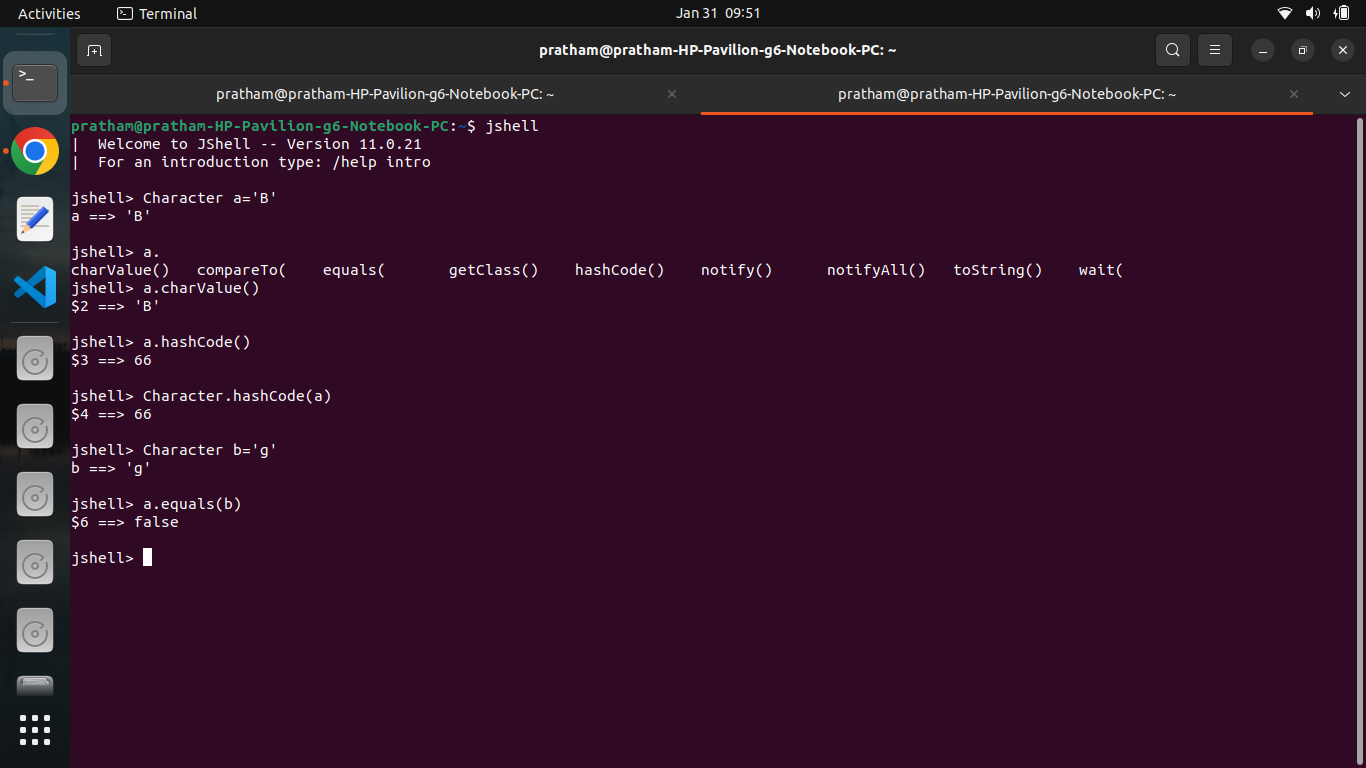 Activities Terminal Jan 31 09:51
pratham@pratham-HP-Pavilion-g6-Notebook-PC: ~
pratham@pratham-HP-Pavilion-g6-Notebook-PC: ~ pratham@pratham-HP-Pavilion-g6-Notebook-PC: ~
pratham@pratham-HP-Pavilion-g6-Notebook-PC:~$ jshell
|  Welcome to JShell -- Version 11.0.21
|  For an introduction type: /help intro
jshell> Character a='B'
a ==> 'B'
jshell> a.
charValue()   compareTo(    equals(       getClass()    hashCode()    notify()      notifyAll()   toString()    wait(
jshell> a.charValue()
$2 ==> 'B'
jshell> a.hashCode()
$3 ==> 66
jshell> Character.hashCode(a)
$4 ==> 66
jshell> Character b='g'
b ==> 'g'
jshell> a.equals(b)
$6 ==> false
jshell>